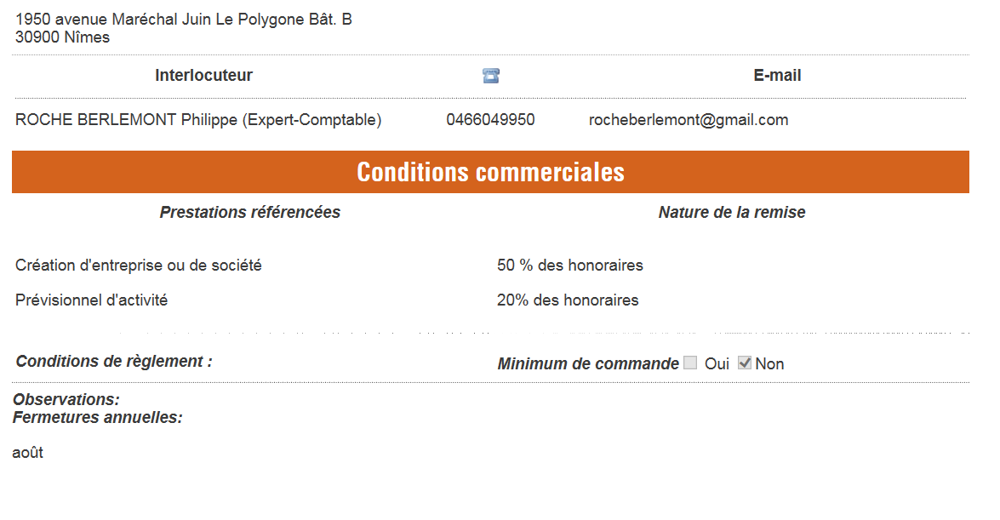 1950 avenue Maréchal Juin Le Polygone Bât. B
30900 Nîmes
Interlocuteur E-mail
ROCHE BERLEMONT Philippe (Expert-Comptable) 0466049950 rocheberlemont@gmail.com
Conditions commerciales
Prestations référencées Nature de la remise
Création d'entreprise ou de société 50 % des honoraires
Prévisionnel d'activité 20% des honoraires
Conditions de règlement : Minimum de commande Oui Non
Observations:
Fermetures annuelles:
août